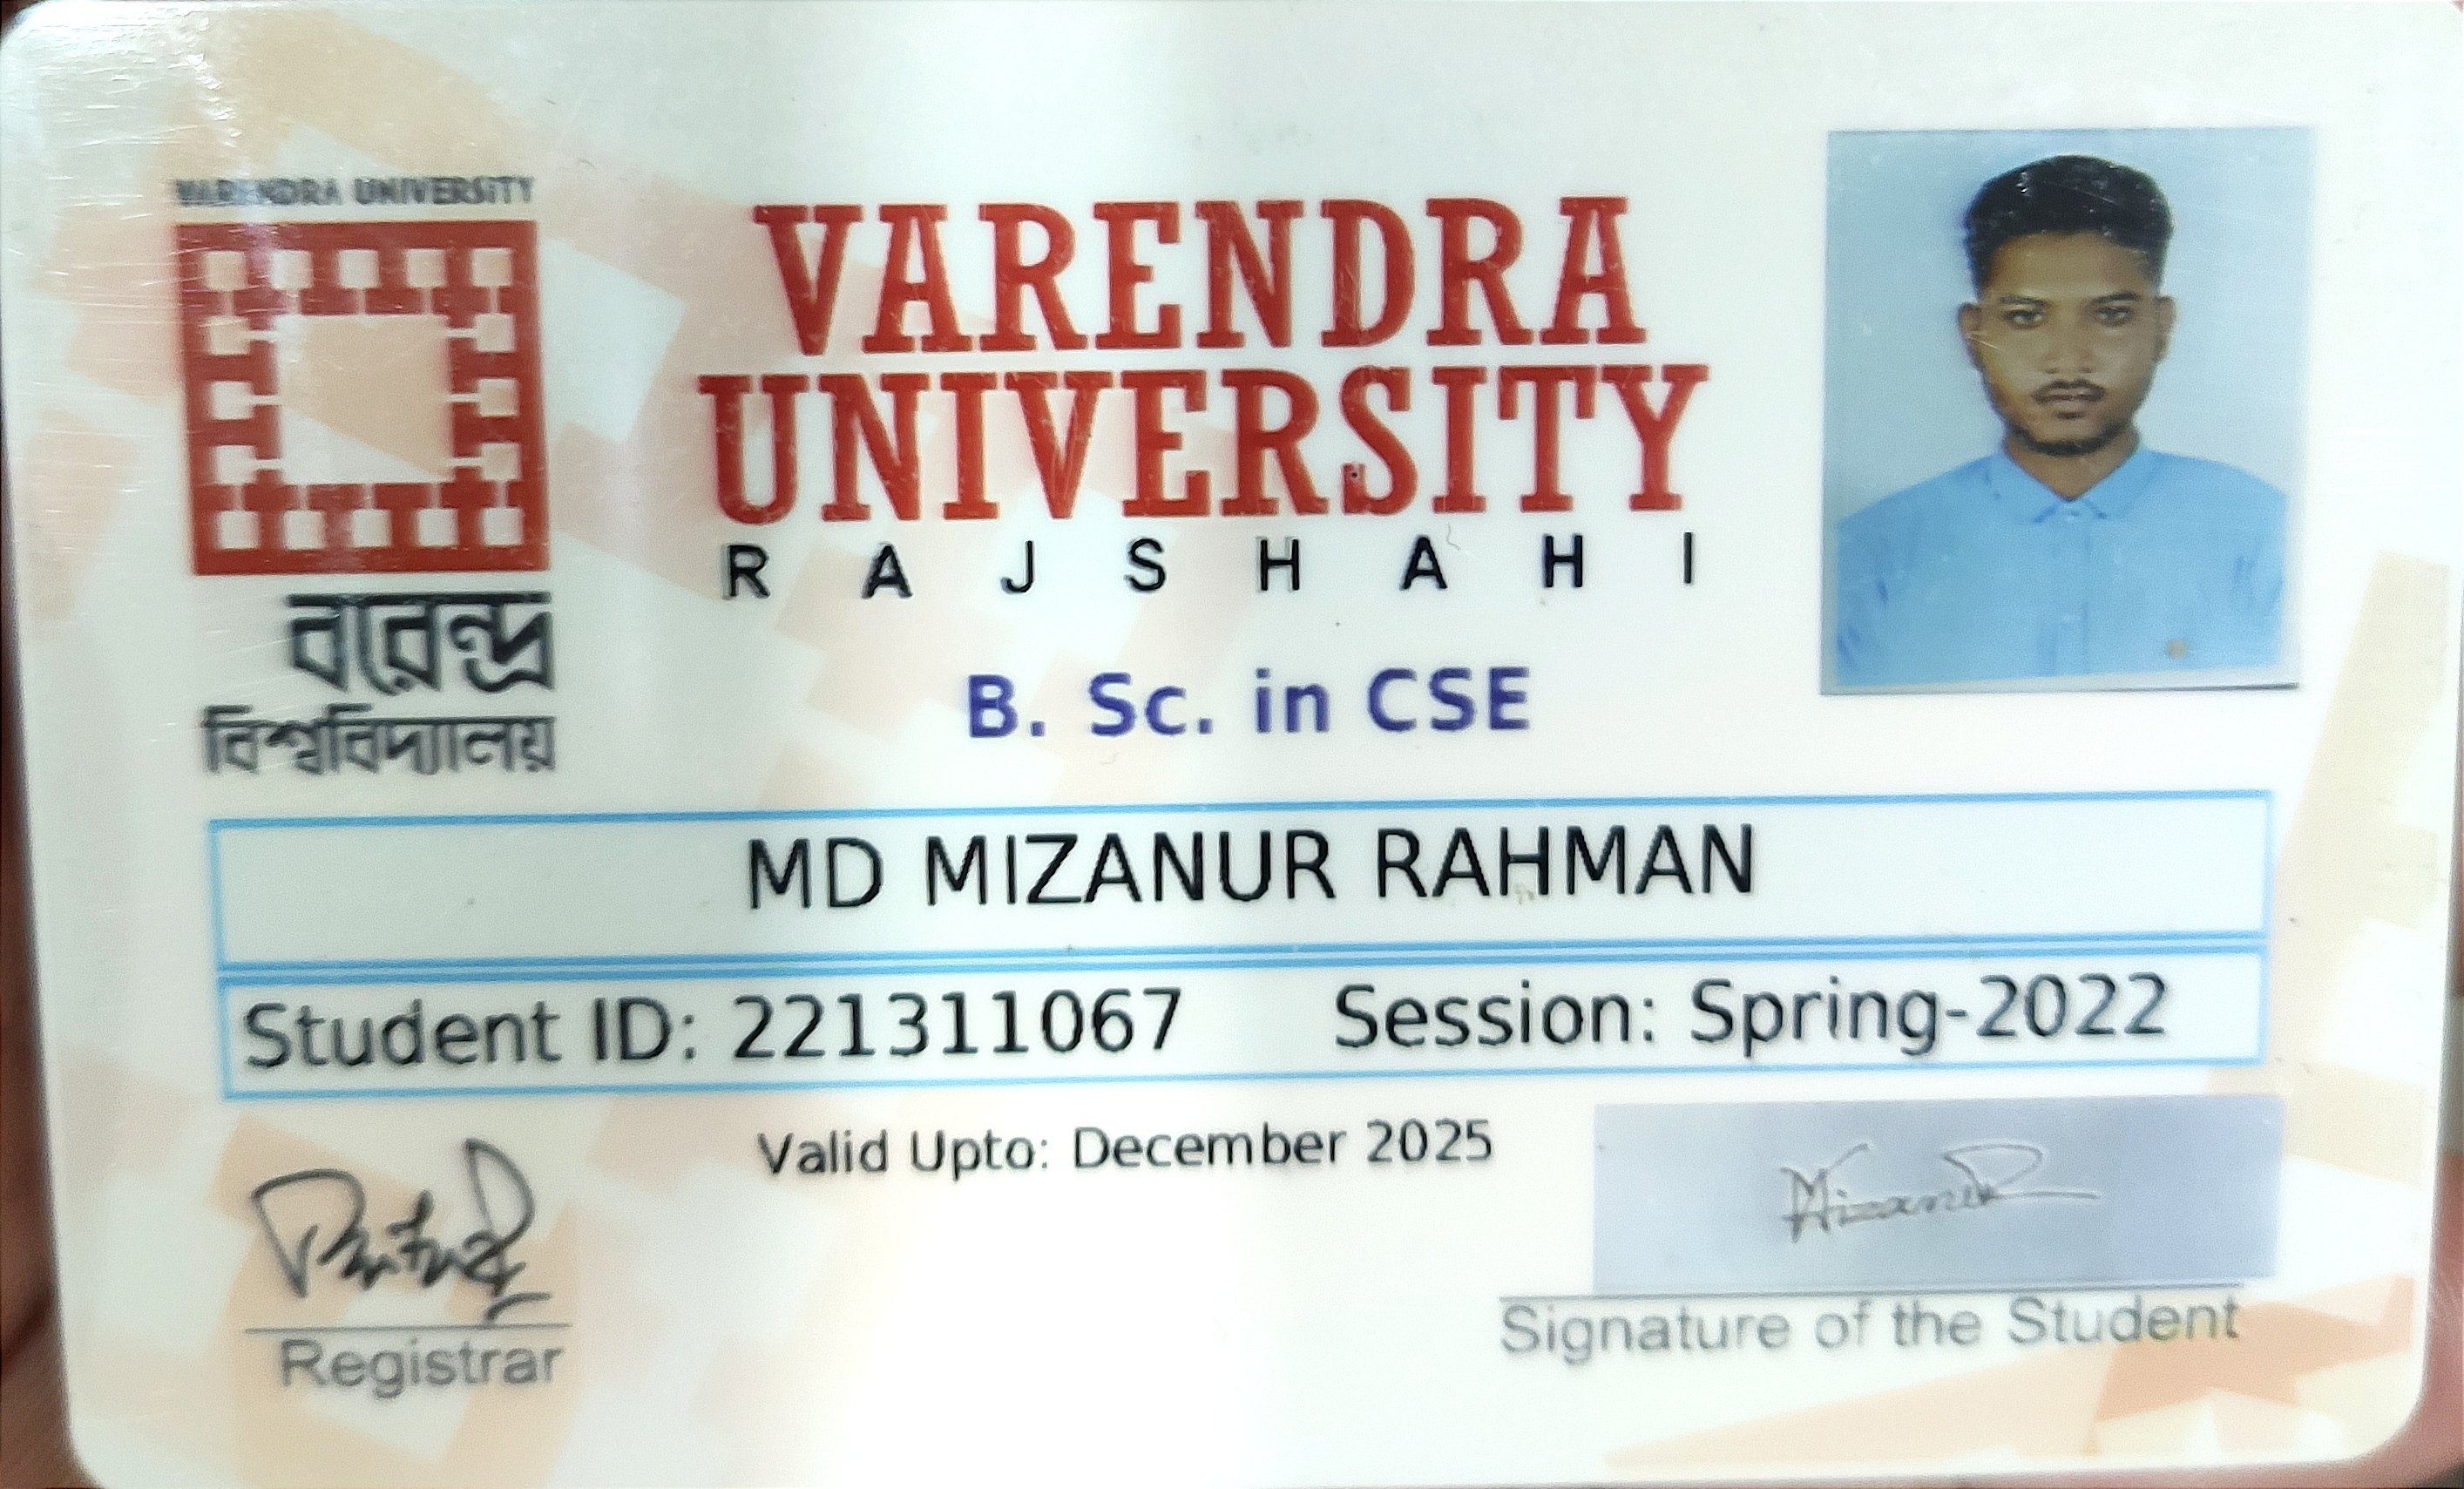 VARENDRA UNIVERSITY
বরেন্দ্র
বিশ্ববিদ্যালয়
VARENDRA
UNIVERSITY
RAJSHAHI
B. Sc. in CSE
MD MIZANUR RAHMAN
Student ID: 221311067 Session: Spring-2022
Valid Upto: December 2025
Mizanur
Registrar
Signature of the Student